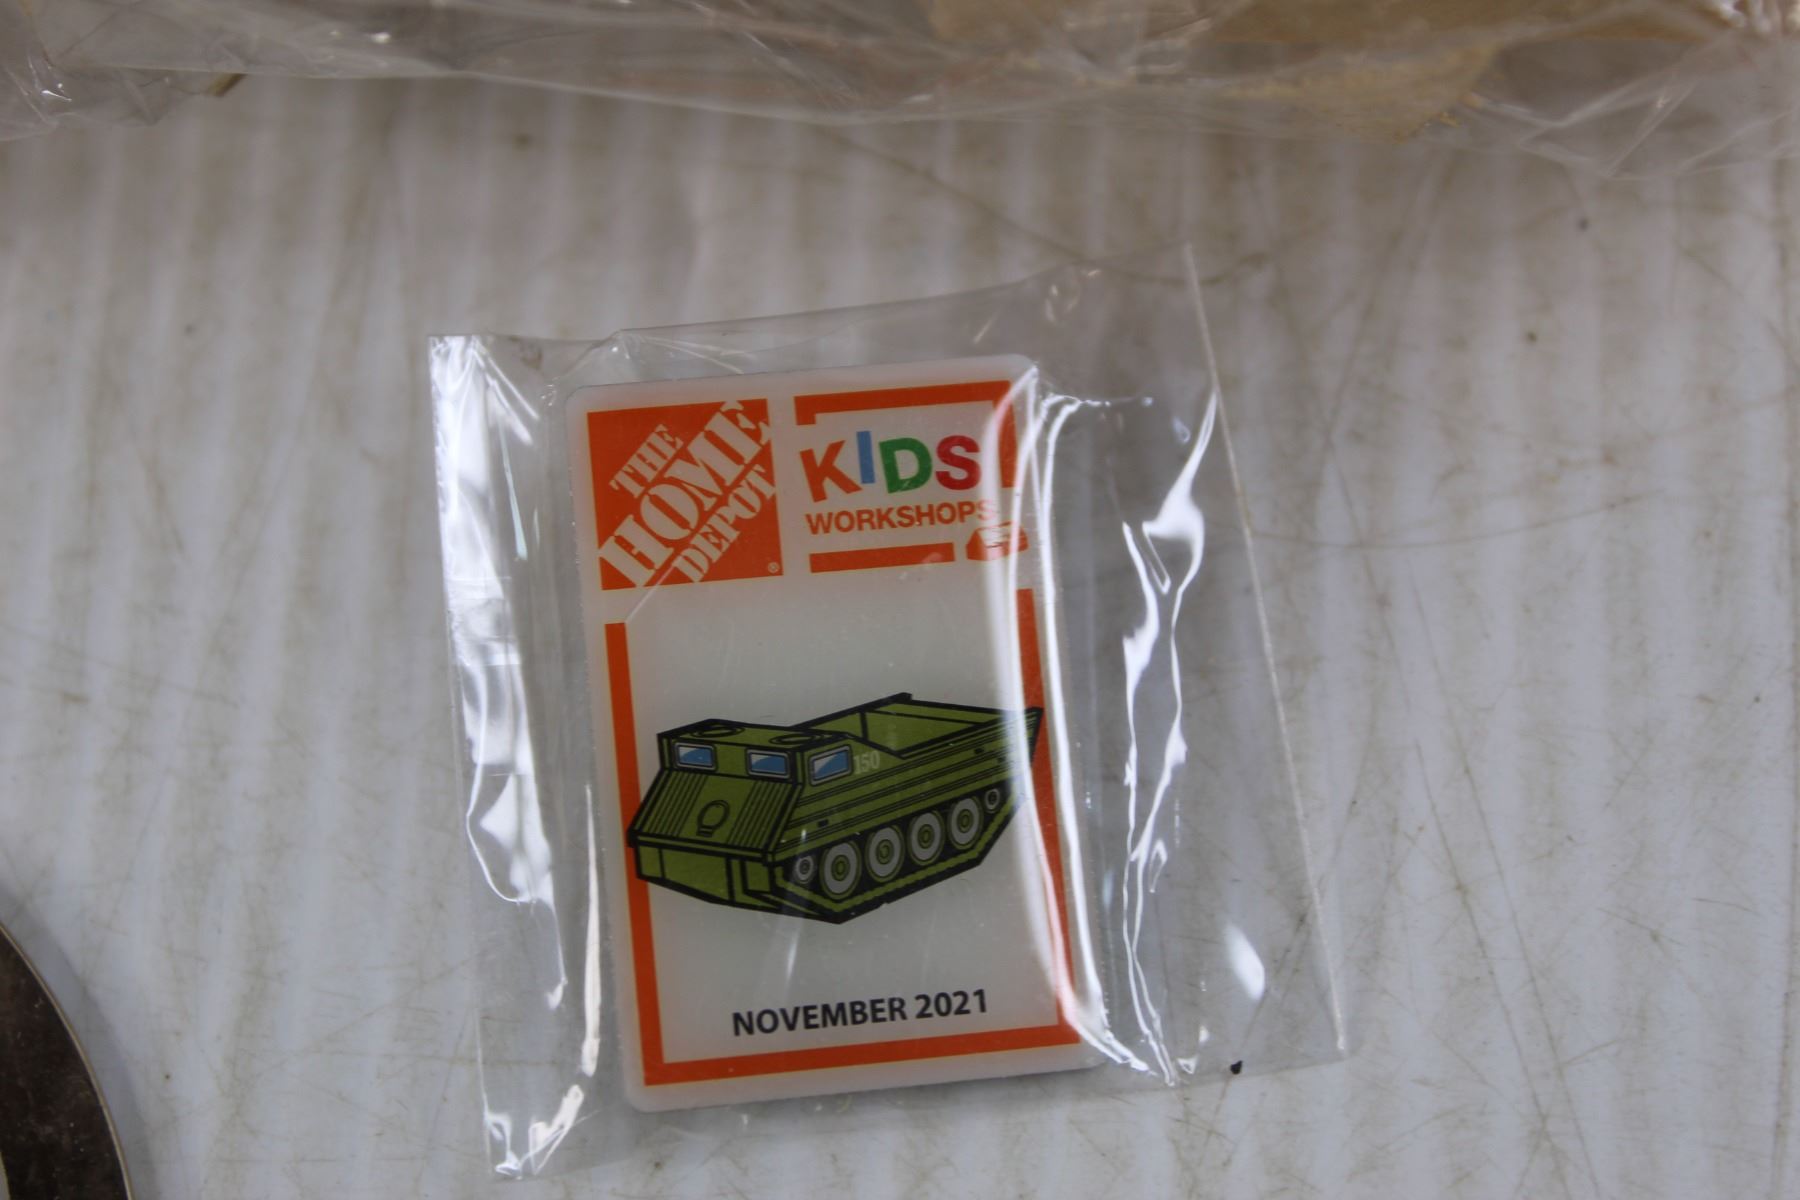 THE
HOME
DEPOT
®
KIDS
WORKSHOPS
150
NOVEMBER 2021